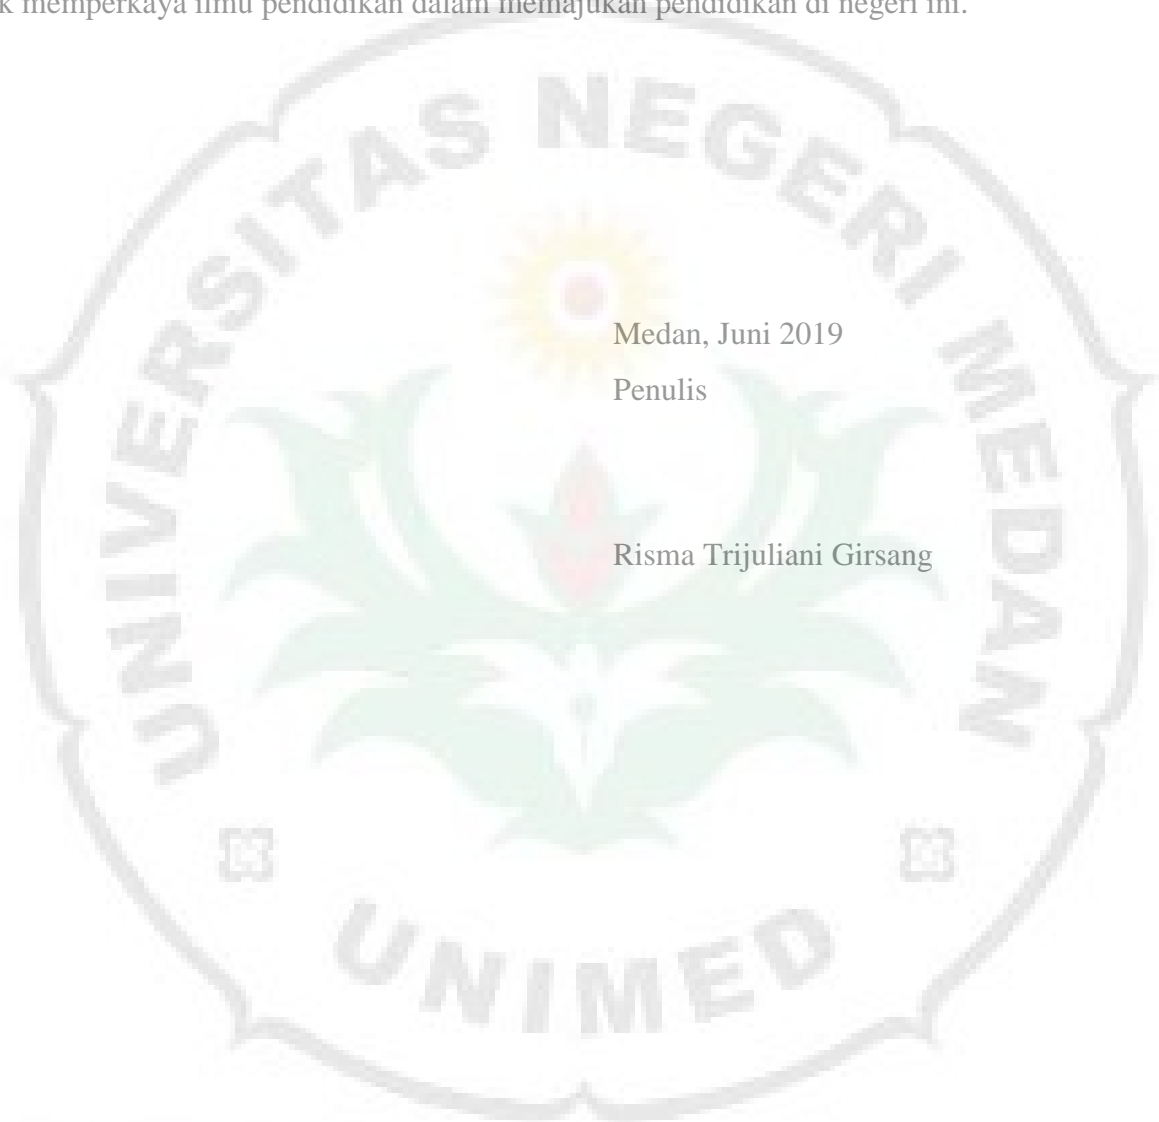 k memperkaya ilmu pendidikan dalam memajukan pendidikan di negeri ini.
UNIVERSITAS NEGERI MEDAN
Medan, Juni 2019
Penulis
Risma Trijuliani Girsang
UNIMED